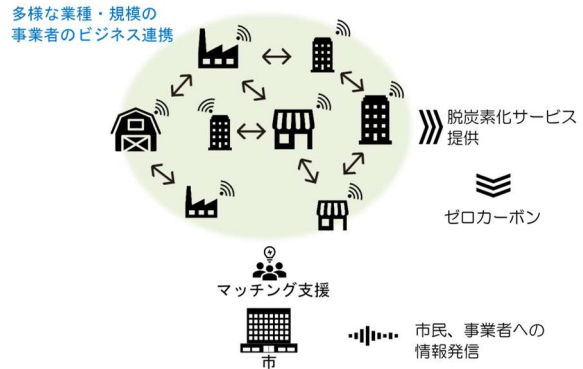 多様な業種・規模の
事業者のビジネス連携
脱炭素化サービス
提供
ゼロカーボン
マッチング支援
市
市民、事業者への
情報発信